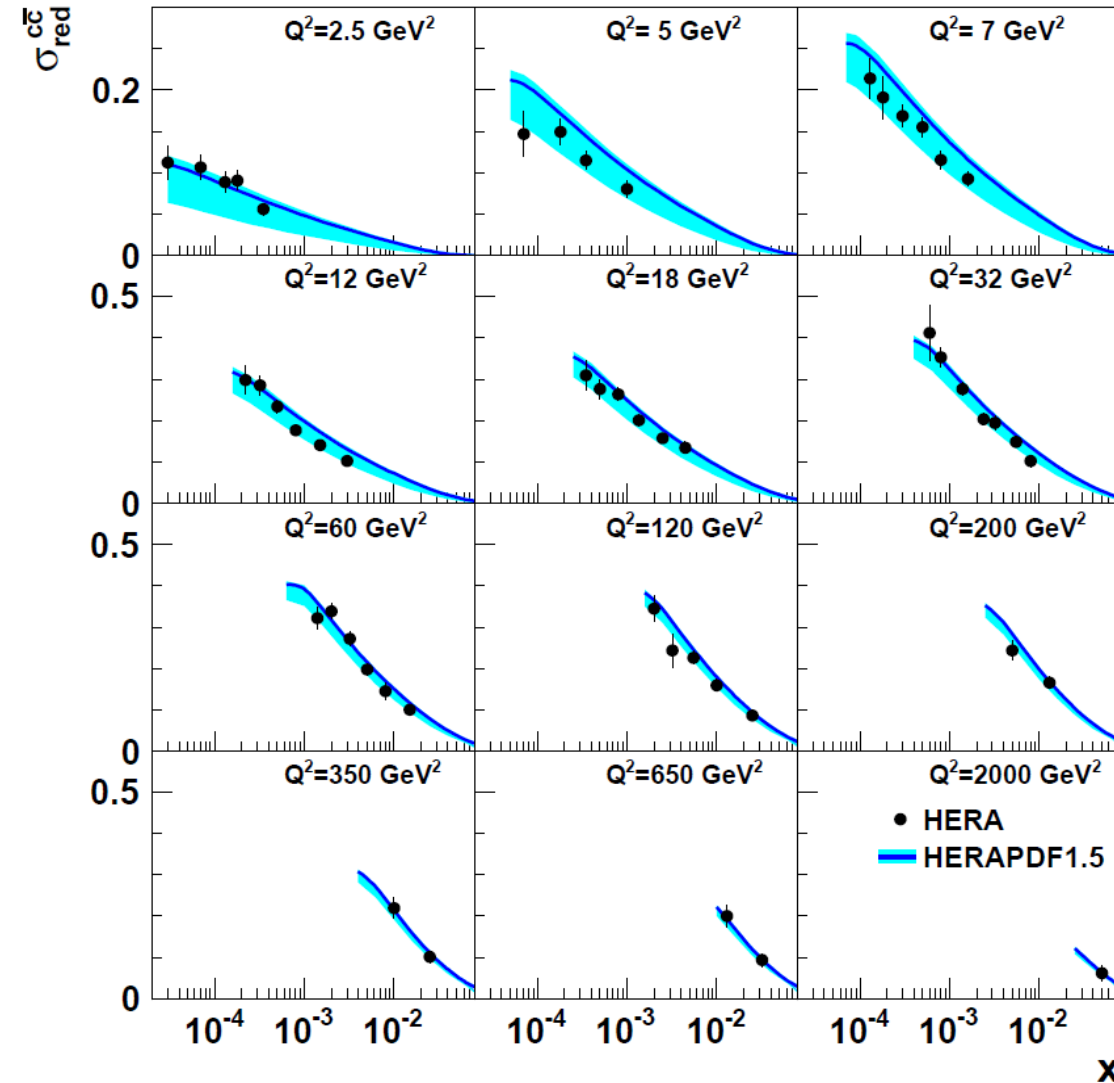 σ_red^cc̄
Q²=2.5 GeV²
Q²= 5 GeV²
Q²= 7 GeV²
0.2
0
Q²=12 GeV²
Q²=18 GeV²
Q²=32 GeV²
0.5
0
Q²=60 GeV²
Q²=120 GeV²
Q²=200 GeV²
0.5
0
Q²=350 GeV²
Q²=650 GeV²
Q²=2000 GeV²
0.5
HERA
HERAPDF1.5
0
10⁻⁴ 10⁻³ 10⁻² 10⁻⁴ 10⁻³ 10⁻² 10⁻⁴ 10⁻³ 10⁻²
x